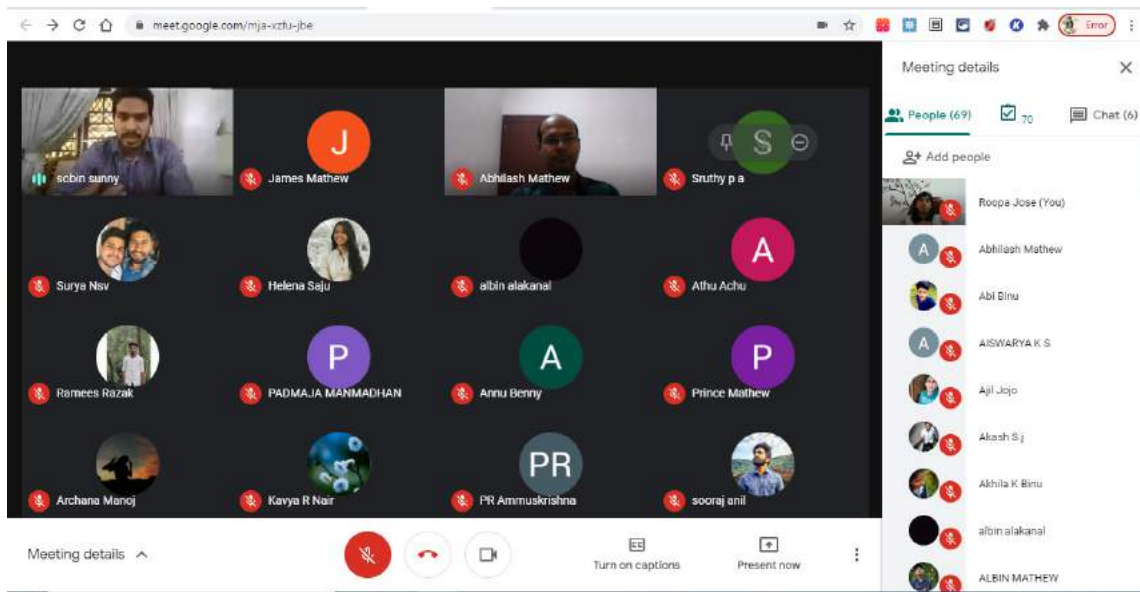 meet.google.com/mja-xzfu-jbe
Error
Meeting details
People (69)
70
Chat (6)
Add people
sobin sunny
J
James Mathew
Abhilash Mathew
S
Sruthy p a
Surya Nsv
Helena Saju
albin alakanal
A
Athu Achu
Ramees Razak
P
PADMAJA MANMADHAN
A
Annu Benny
P
Prince Mathew
Archana Manoj
Kavya R Nair
PR
PR Ammuskrishna
sooraj anil
Roopa Jose (You)
A
Abhilash Mathew
Abi Binu
A
AISWARYA K S
Ajil Jojo
Akash S j
Akhila K Binu
albin alakanal
ALBIN MATHEW
Meeting details
Turn on captions
Present now